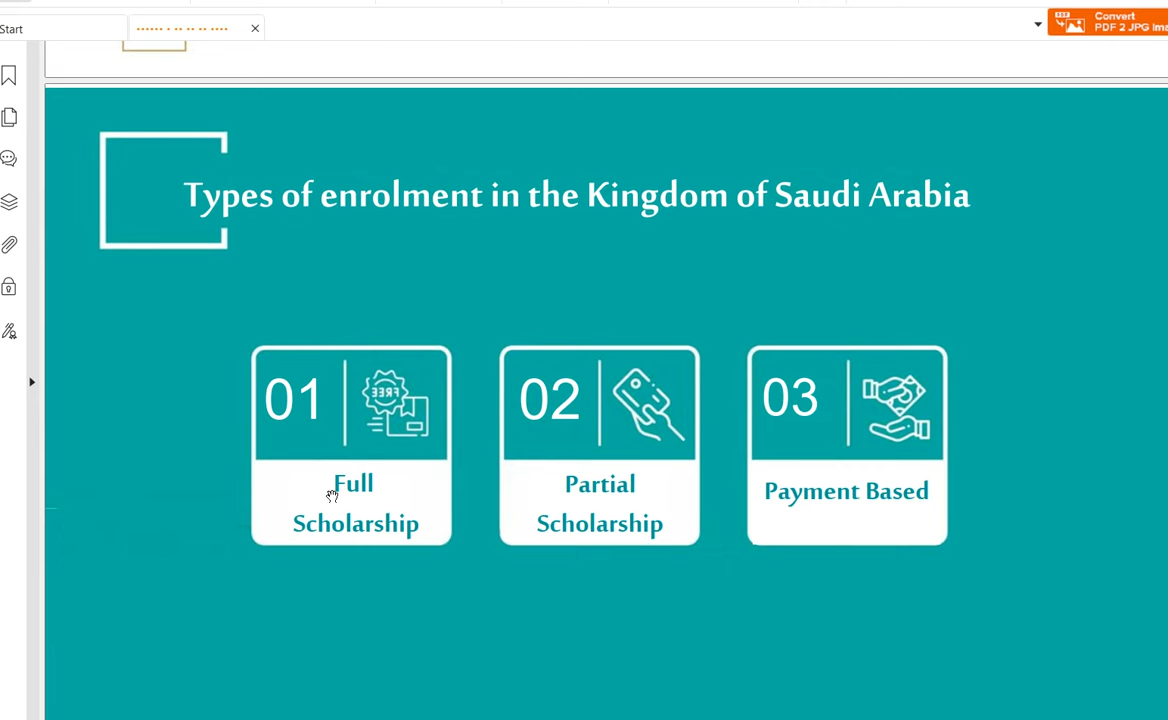 Start
Convert
PDF 2 JPG Ima
Types of enrolment in the Kingdom of Saudi Arabia
01
FREE
Full
Scholarship
02
Partial
Scholarship
03
Payment Based